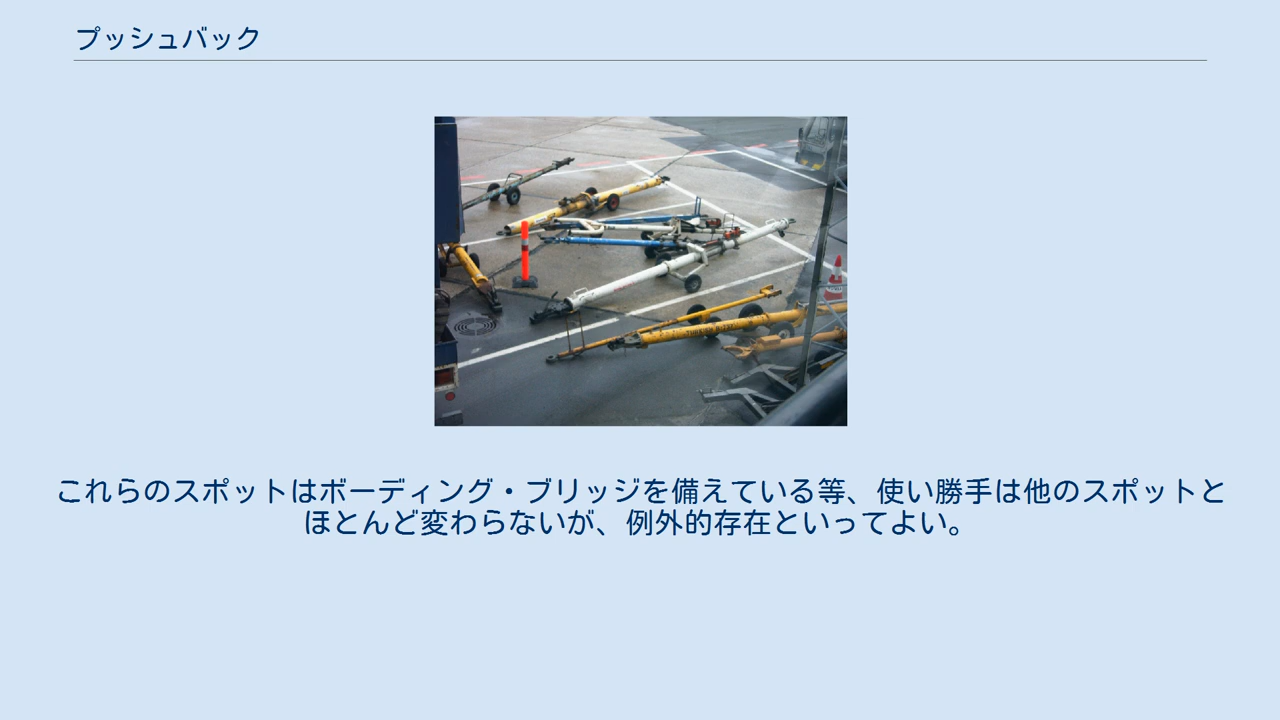 プッシュバック
これらのスポットはボーディング・ブリッジを備えている等、使い勝手は他のスポットと
ほとんど変わらないが、例外的存在といってよい。